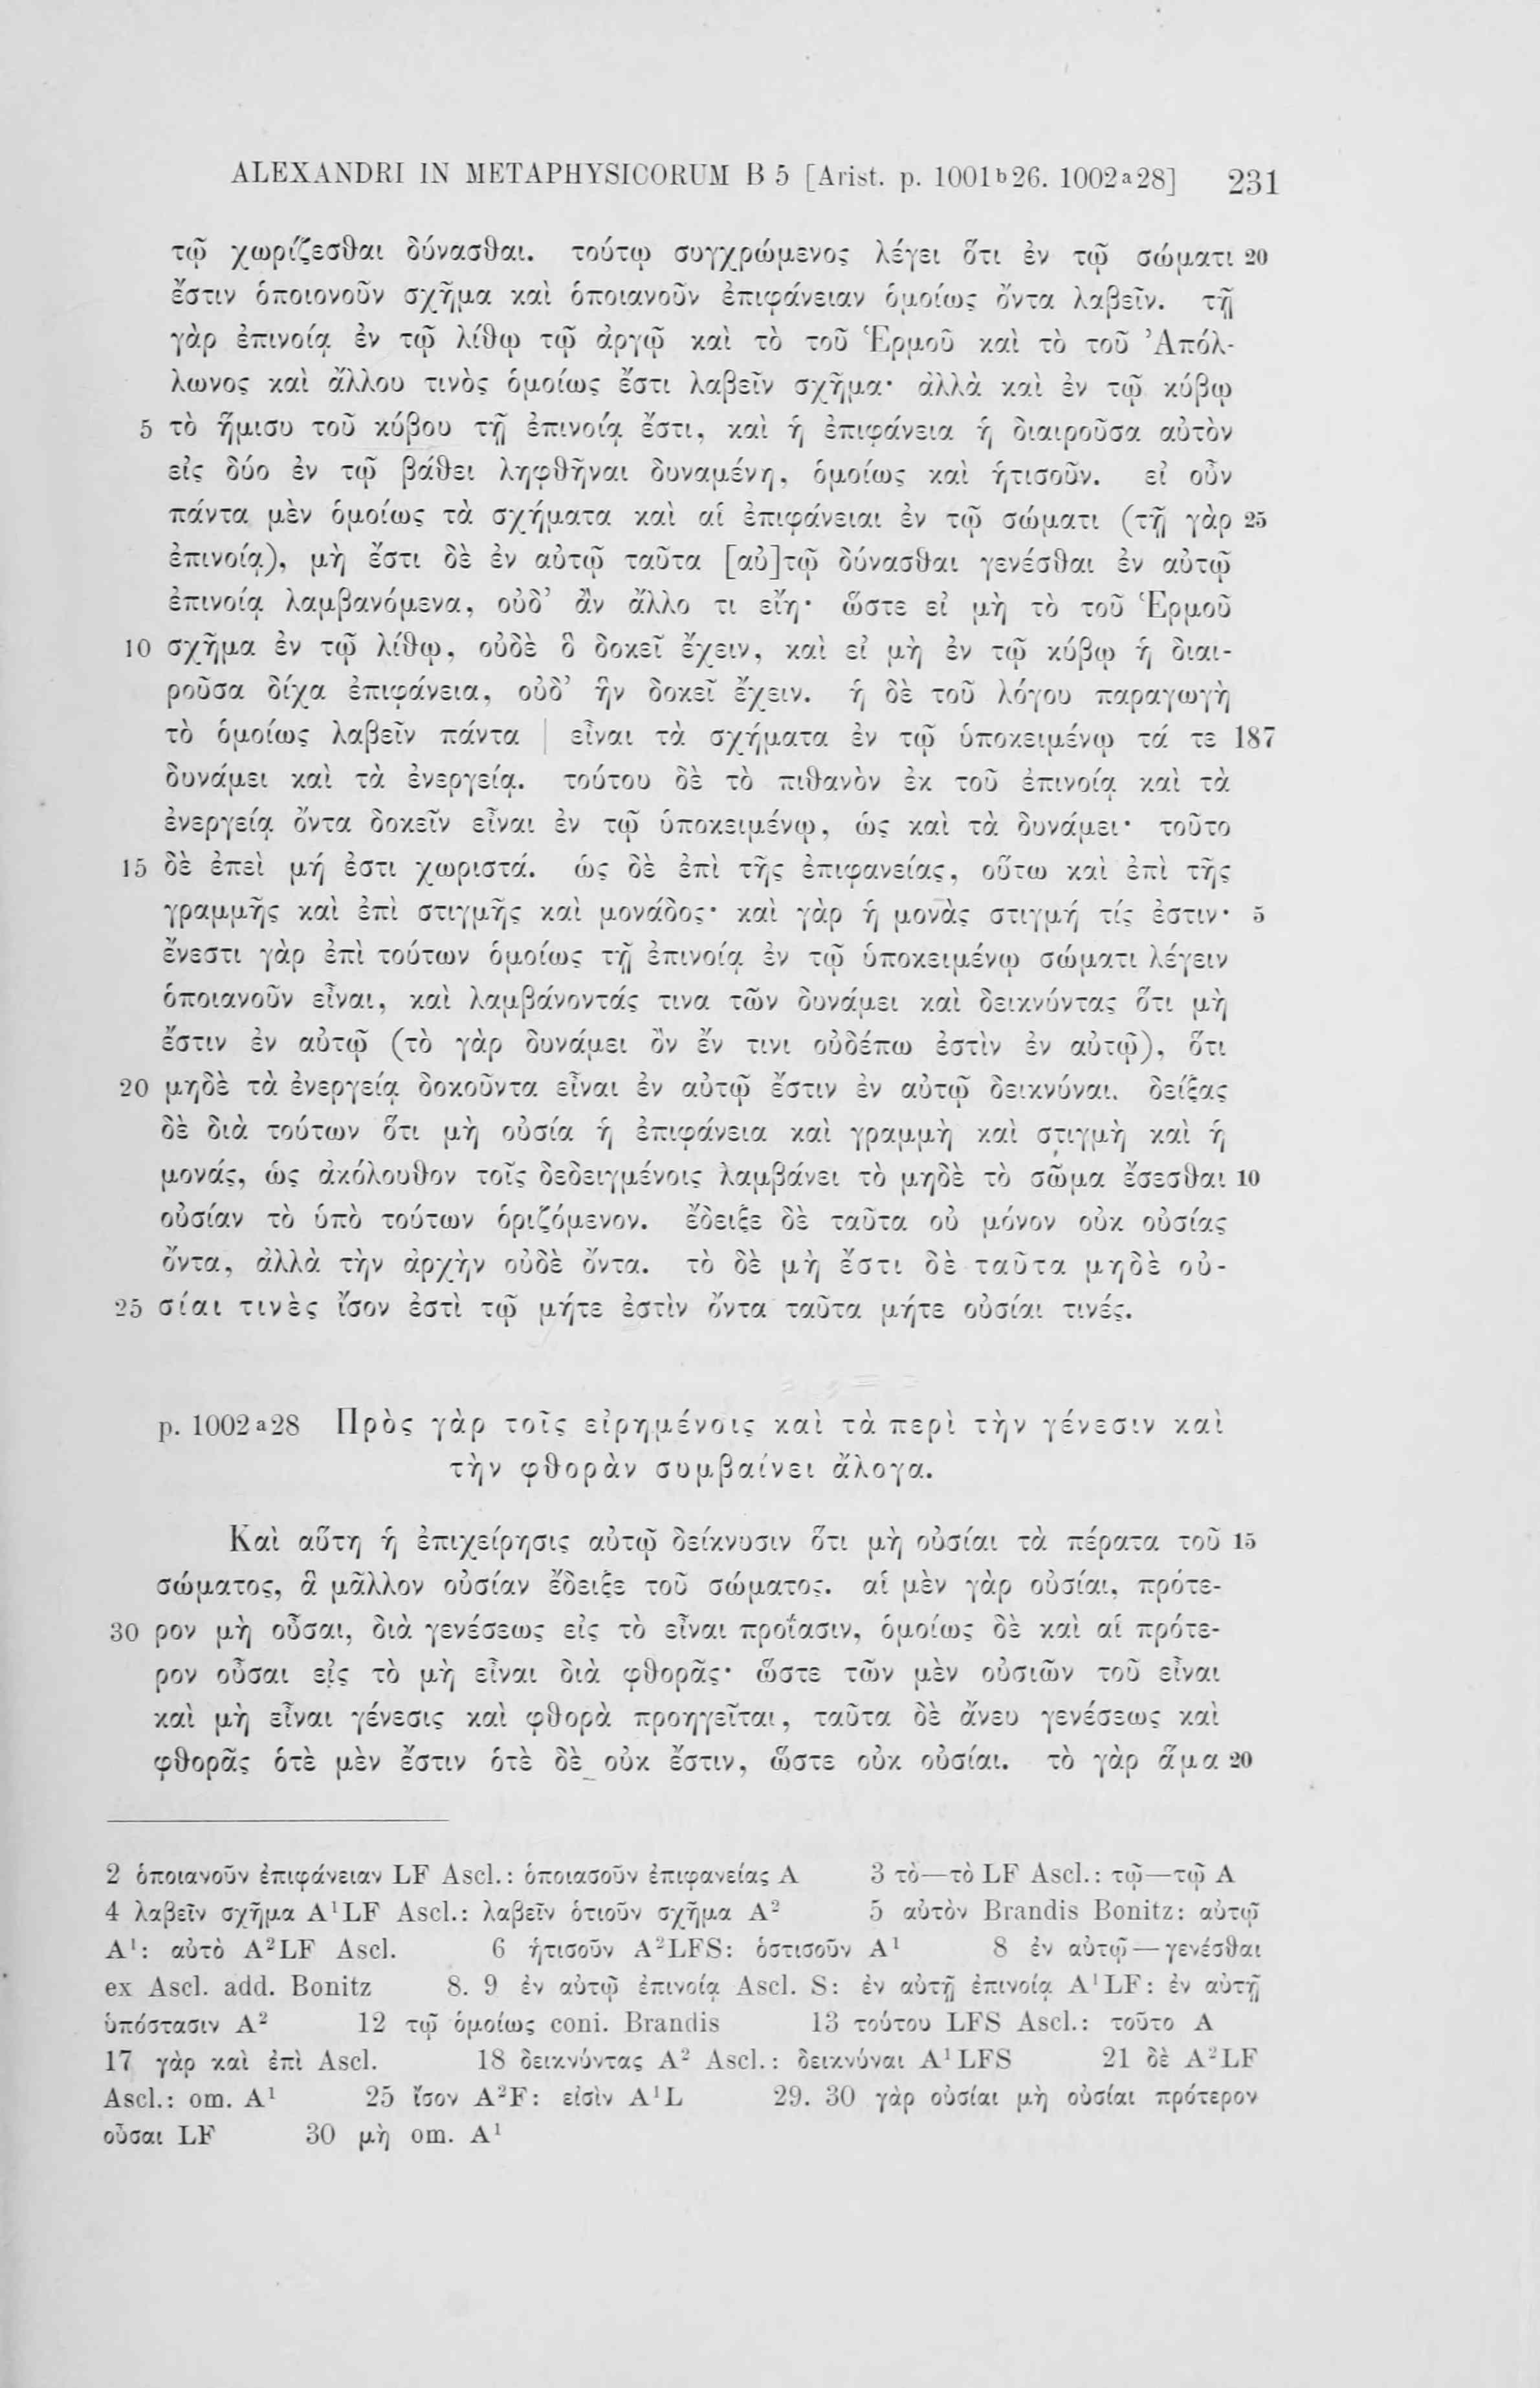 ALEXANDRI IN METAPHYSICORUM B 5 [Arist. p. 1001b26. 1002a28] 231
τῷ χωρίζεσθαι δύνασθαι. τούτῳ συγχρώμενος λέγει ὅτι ἐν τῷ σώματι 20
ἔστιν ὁποιονοῦν σχῆμα καὶ ὁποιανοῦν ἐπιφάνειαν ὁμοίως ὄντα λαβεῖν. τῇ
γὰρ ἐπινοίᾳ ἐν τῷ λίθῳ τῷ ἀργῷ καὶ τὸ τοῦ Ἑρμοῦ καὶ τὸ τοῦ Ἀπόλ-
λωνος καὶ ἄλλου τινὸς ὁμοίως ἔστι λαβεῖν σχῆμα· ἀλλὰ καὶ ἐν τῷ κύβῳ
5 τὸ ἥμισυ τοῦ κύβου τῇ ἐπινοίᾳ ἔστι, καὶ ἡ ἐπιφάνεια ἡ διαιροῦσα αὐτὸν
εἰς δύο ἐν τῷ βάθει ληφθῆναι δυναμένη, ὁμοίως καὶ ἡτισοῦν. εἰ οὖν
πάντα μὲν ὁμοίως τὰ σχήματα καὶ αἱ ἐπιφάνειαι ἐν τῷ σώματι (τῇ γὰρ 25
ἐπινοίᾳ), μὴ ἔστι δὲ ἐν αὐτῷ ταῦτα [αὐ]τῷ δύνασθαι γενέσθαι ἐν αὐτῷ
ἐπινοίᾳ λαμβανόμενα, οὐδ' ἂν ἄλλο τι εἴη· ὥστε εἰ μὴ τὸ τοῦ Ἑρμοῦ
10 σχῆμα ἐν τῷ λίθῳ, οὐδὲ ὃ δοκεῖ ἔχειν, καὶ εἰ μὴ ἐν τῷ κύβῳ ἡ διαι-
ροῦσα δίχα ἐπιφάνεια, οὐδ' ἣν δοκεῖ ἔχειν. ἡ δὲ τοῦ λόγου παραγωγὴ
τὸ ὁμοίως λαβεῖν πάντα | εἶναι τὰ σχήματα ἐν τῷ ὑποκειμένῳ τά τε 187
δυνάμει καὶ τὰ ἐνεργείᾳ. τούτου δὲ τὸ πιθανὸν ἐκ τοῦ ἐπινοίᾳ καὶ τὰ
ἐνεργείᾳ ὄντα δοκεῖν εἶναι ἐν τῷ ὑποκειμένῳ, ὡς καὶ τὰ δυνάμει· τοῦτο
15 δὲ ἐπεὶ μή ἐστι χωριστά. ὡς δὲ ἐπὶ τῆς ἐπιφανείας, οὕτω καὶ ἐπὶ τῆς
γραμμῆς καὶ ἐπὶ στιγμῆς καὶ μονάδος· καὶ γὰρ ἡ μονὰς στιγμή τίς ἐστιν· 5
ἔνεστι γὰρ ἐπὶ τούτων ὁμοίως τῇ ἐπινοίᾳ ἐν τῷ ὑποκειμένῳ σώματι λέγειν
ὁποιανοῦν εἶναι, καὶ λαμβάνοντάς τινα τῶν δυνάμει καὶ δεικνύντας ὅτι μὴ
ἔστιν ἐν αὐτῷ (τὸ γὰρ δυνάμει ὂν ἔν τινι οὐδέπω ἐστὶν ἐν αὐτῷ), ὅτι
20 μηδὲ τὰ ἐνεργείᾳ δοκοῦντα εἶναι ἐν αὐτῷ ἔστιν ἐν αὐτῷ δεικνύναι. δείξας
δὲ διὰ τούτων ὅτι μὴ οὐσία ἡ ἐπιφάνεια καὶ γραμμὴ καὶ στιγμὴ καὶ ἡ
μονάς, ὡς ἀκόλουθον τοῖς δεδειγμένοις λαμβάνει τὸ μηδὲ τὸ σῶμα ἔσεσθαι 10
οὐσίαν τὸ ὑπὸ τούτων ὁριζόμενον. ἔδειξε δὲ ταῦτα οὐ μόνον οὐκ οὐσίας
ὄντα, ἀλλὰ τὴν ἀρχὴν οὐδὲ ὄντα. τὸ δὲ μὴ ἔστι δὲ ταῦτα μηδὲ οὐ-
25 σίαι τινὲς ἴσον ἐστὶ τῷ μήτε ἐστὶν ὄντα ταῦτα μήτε οὐσίαι τινές.
p. 1002a28 Πρὸς γὰρ τοῖς εἰρημένοις καὶ τὰ περὶ τὴν γένεσιν καὶ
τὴν φθορὰν συμβαίνει ἄλογα.
Καὶ αὕτη ἡ ἐπιχείρησις αὐτῷ δείκνυσιν ὅτι μὴ οὐσίαι τὰ πέρατα τοῦ 15
σώματος, ἃ μᾶλλον οὐσίαν ἔδειξε τοῦ σώματος. αἱ μὲν γὰρ οὐσίαι, πρότε-
30 ρον μὴ οὖσαι, διὰ γενέσεως εἰς τὸ εἶναι προΐασιν, ὁμοίως δὲ καὶ αἱ πρότε-
ρον οὖσαι εἰς τὸ μὴ εἶναι διὰ φθορᾶς· ὥστε τῶν μὲν οὐσιῶν τοῦ εἶναι
καὶ μὴ εἶναι γένεσις καὶ φθορὰ προηγεῖται, ταῦτα δὲ ἄνευ γενέσεως καὶ
φθορᾶς ὁτὲ μὲν ἔστιν ὁτὲ δὲ οὐκ ἔστιν, ὥστε οὐκ οὐσίαι. τὸ γὰρ ἅμα 20
2 ὁποιανοῦν ἐπιφάνειαν LF Ascl.: ὁποιασοῦν ἐπιφανείας A 3 τὸ—τὸ LF Ascl.: τῷ—τῷ A
4 λαβεῖν σχῆμα A¹LF Ascl.: λαβεῖν ὁτιοῦν σχῆμα A² 5 αὐτὸν Brandis Bonitz: αὐτῷ
A¹: αὐτὸ A²LF Ascl. 6 ἡτισοῦν A²LFS: ὁστισοῦν A¹ 8 ἐν αὐτῷ—γενέσθαι
ex Ascl. add. Bonitz 8. 9 ἐν αὐτῷ ἐπινοίᾳ Ascl. S: ἐν αὐτῇ ἐπινοίᾳ A¹LF: ἐν αὐτῇ
ὑπόστασιν A² 12 τῷ ὁμοίως coni. Brandis 13 τούτου LFS Ascl.: τοῦτο A
17 γὰρ καὶ ἐπὶ Ascl. 18 δεικνύντας A² Ascl.: δεικνύναι A¹LFS 21 δὲ A²LF
Ascl.: om. A¹ 25 ἴσον A²F: εἰσὶν A¹L 29. 30 γὰρ οὐσίαι μὴ οὐσίαι πρότερον
οὖσαι LF 30 μὴ om. A¹